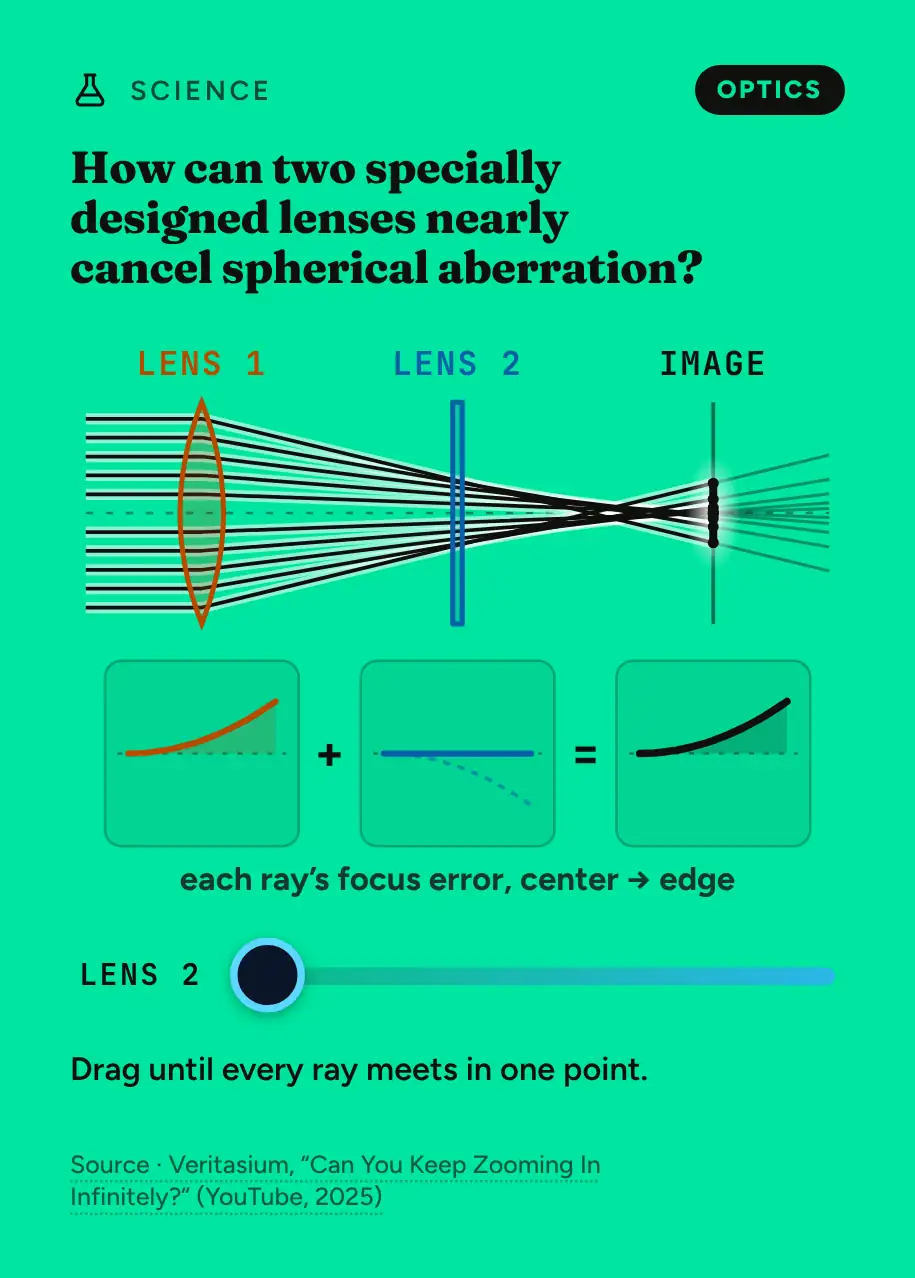 SCIENCE
OPTICS
How can two specially
designed lenses nearly
cancel spherical aberration?
LENS 1
LENS 2
IMAGE
+
=
each ray’s focus error, center → edge
LENS 2
Drag until every ray meets in one point.
Source · Veritasium, “Can You Keep Zooming In
Infinitely?” (YouTube, 2025)